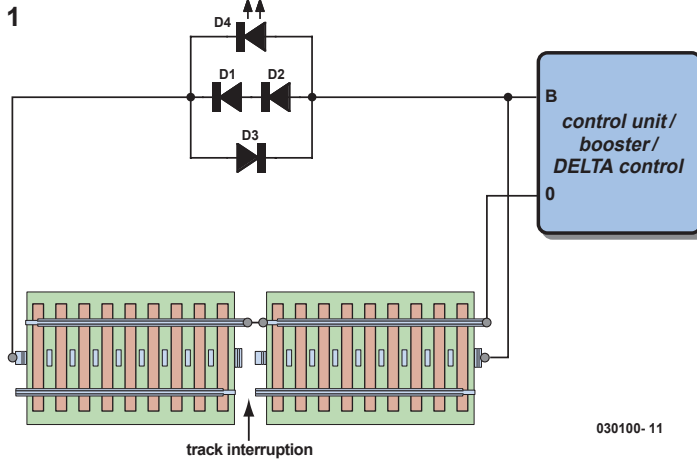 1
D4
D1
D2
D3
B
control unit /
booster /
DELTA control
0
track interruption
030100- 11